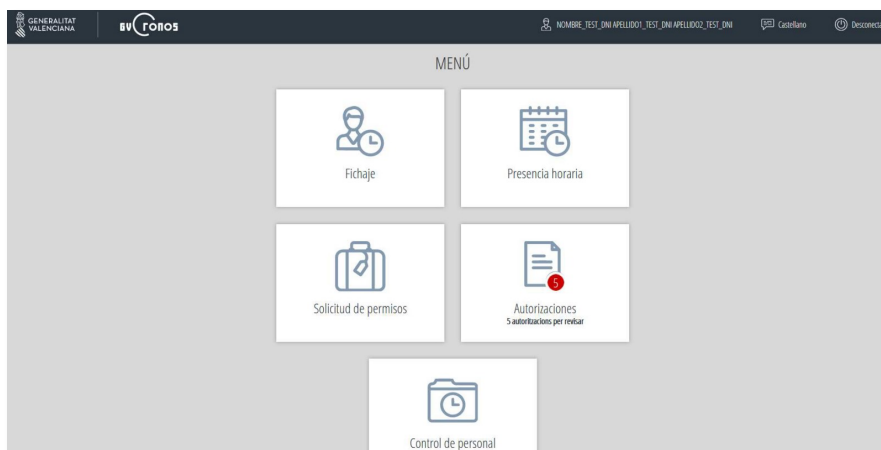 GENERALITAT
VALENCIANA
GVCronos
NOMBRE_TEST_DNI APELLIDO1_TEST_DNI APELLIDO2_TEST_DNI
Castellano
Desconecta
MENÚ
Fichaje
Presencia horaria
Solicitud de permisos
5
Autorizaciones
5 autoritzacions per revisar
Control de personal